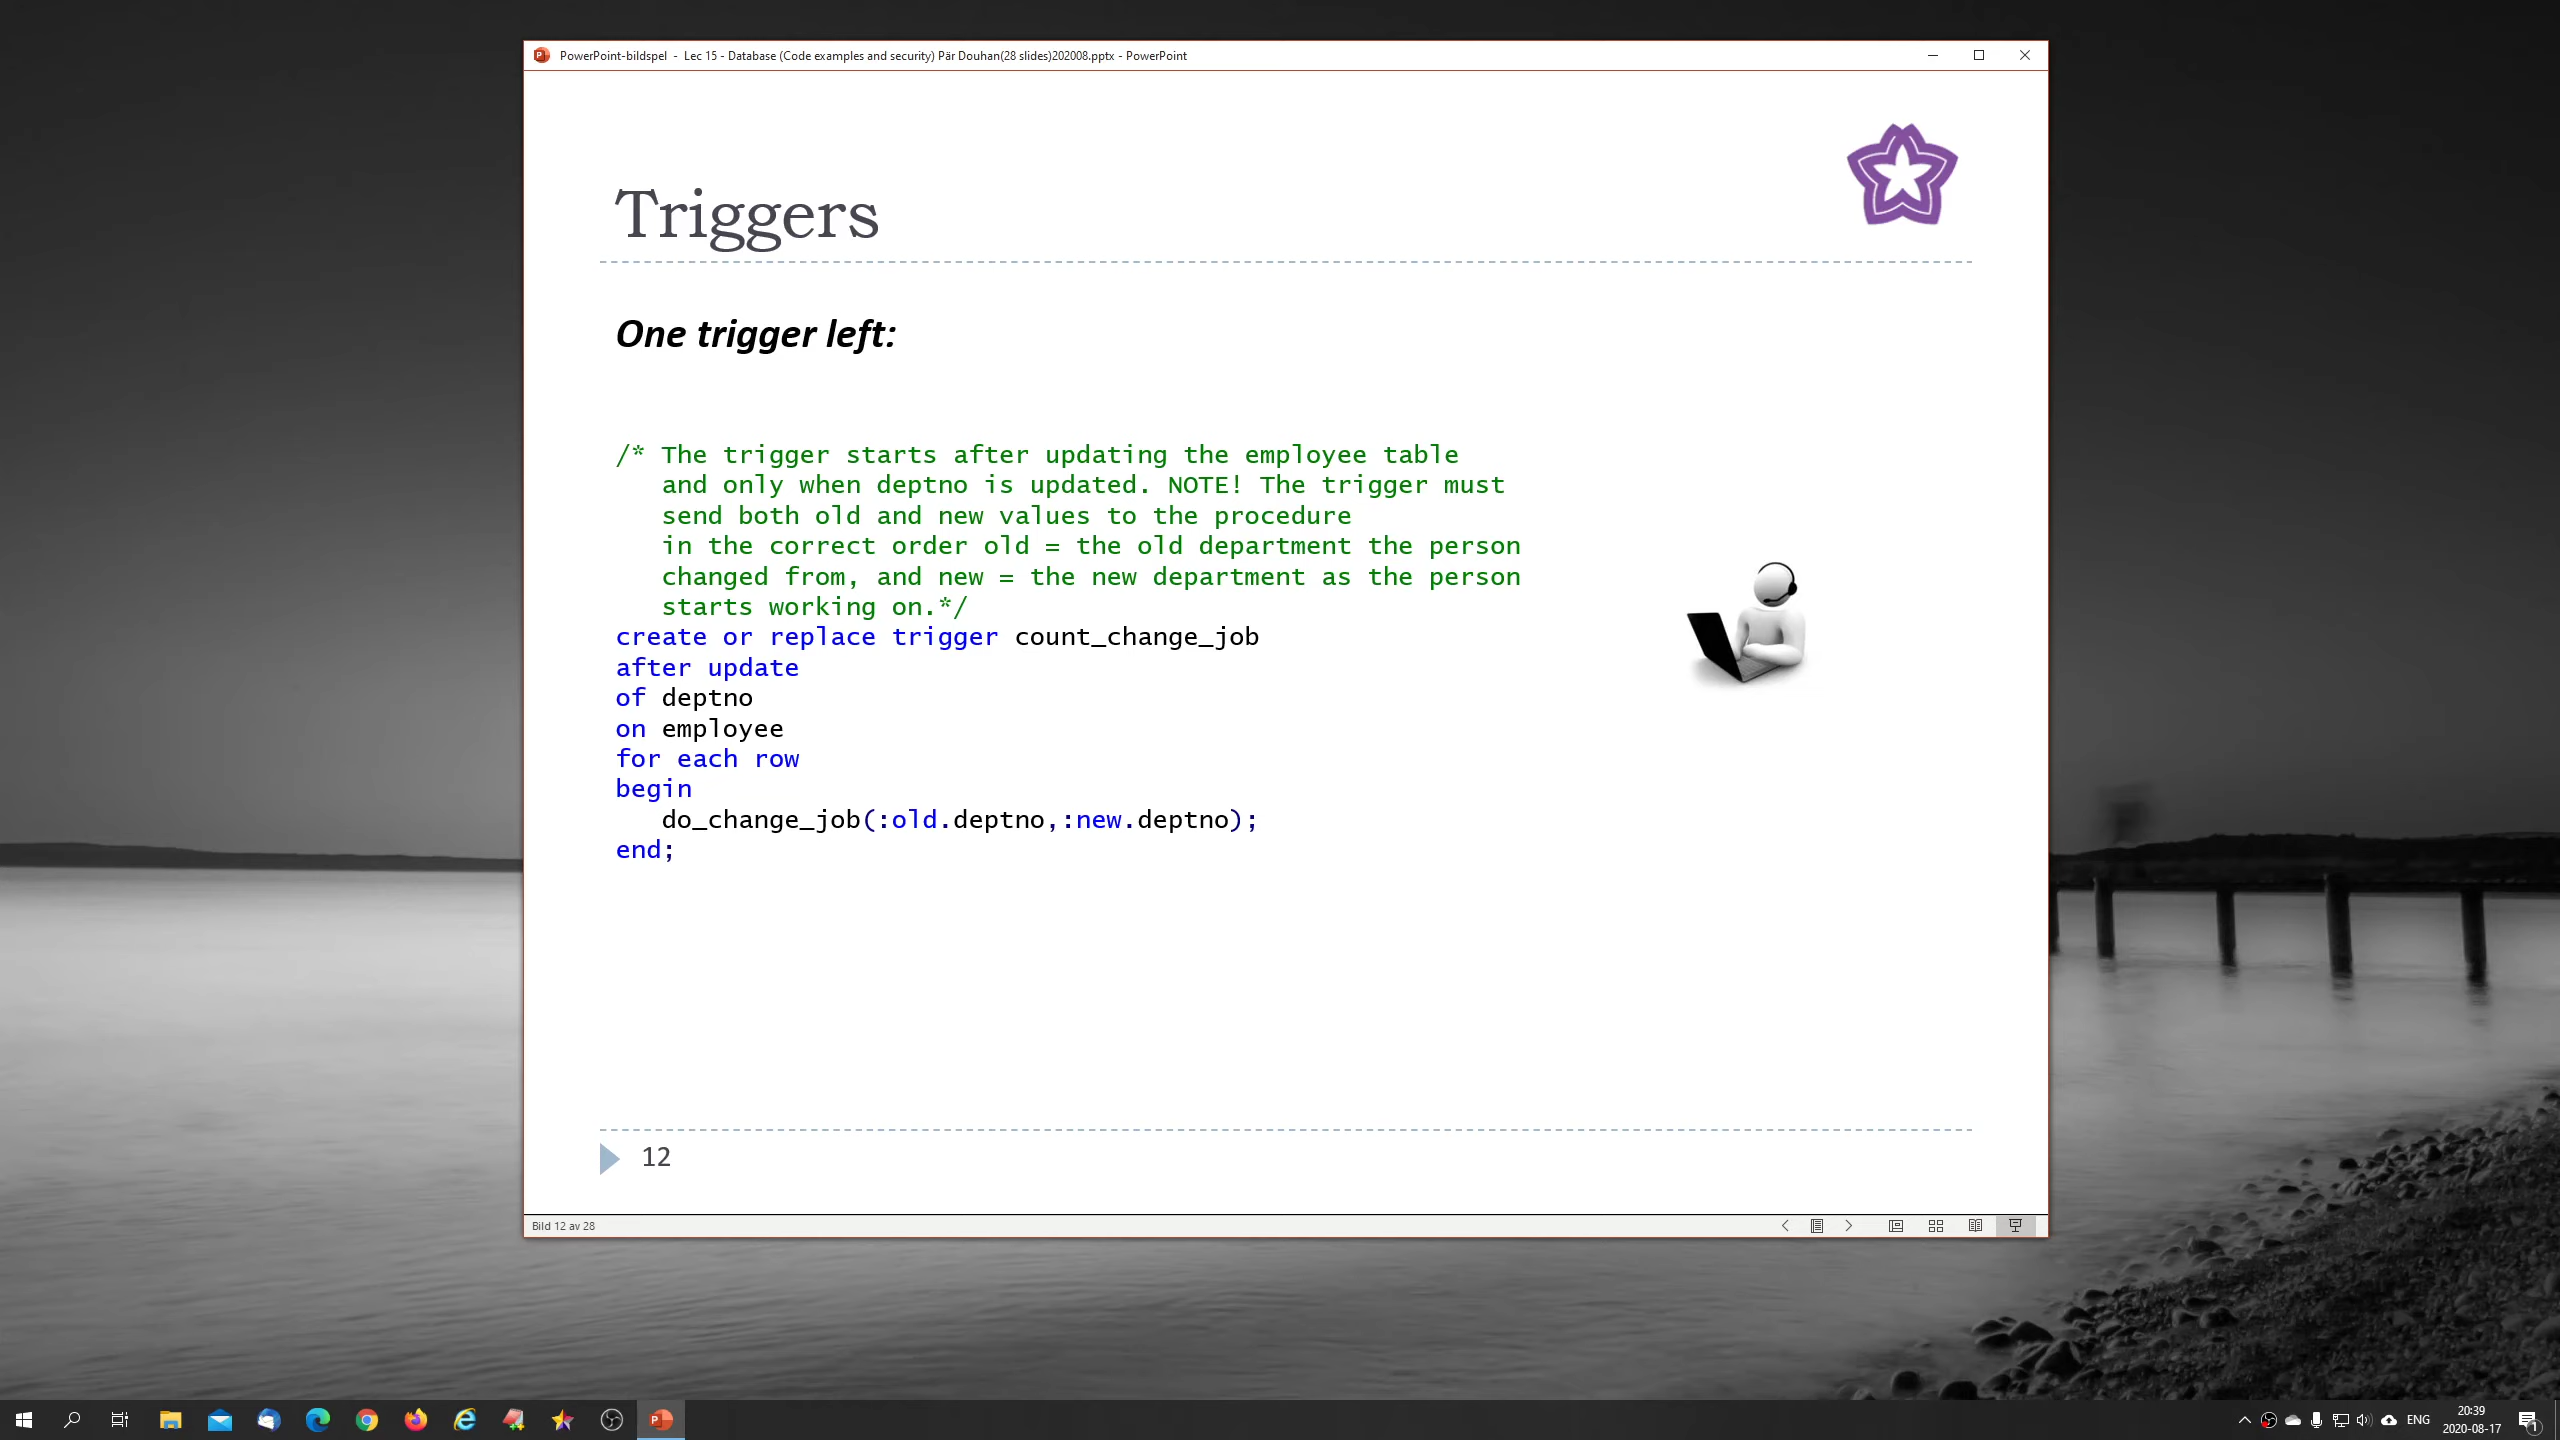 PowerPoint-bildspel - Lec 15 - Database (Code examples and security) Pär Douhan(28 slides)202008.pptx - PowerPoint
Triggers
One trigger left:
/* The trigger starts after updating the employee table
and only when deptno is updated. NOTE! The trigger must
send both old and new values to the procedure
in the correct order old = the old department the person
changed from, and new = the new department as the person
starts working on.*/
create or replace trigger count_change_job
after update
of deptno
on employee
for each row
begin
do_change_job(:old.deptno,:new.deptno);
end;
12
Bild 12 av 28
ENG
20:39
2020-08-17
1